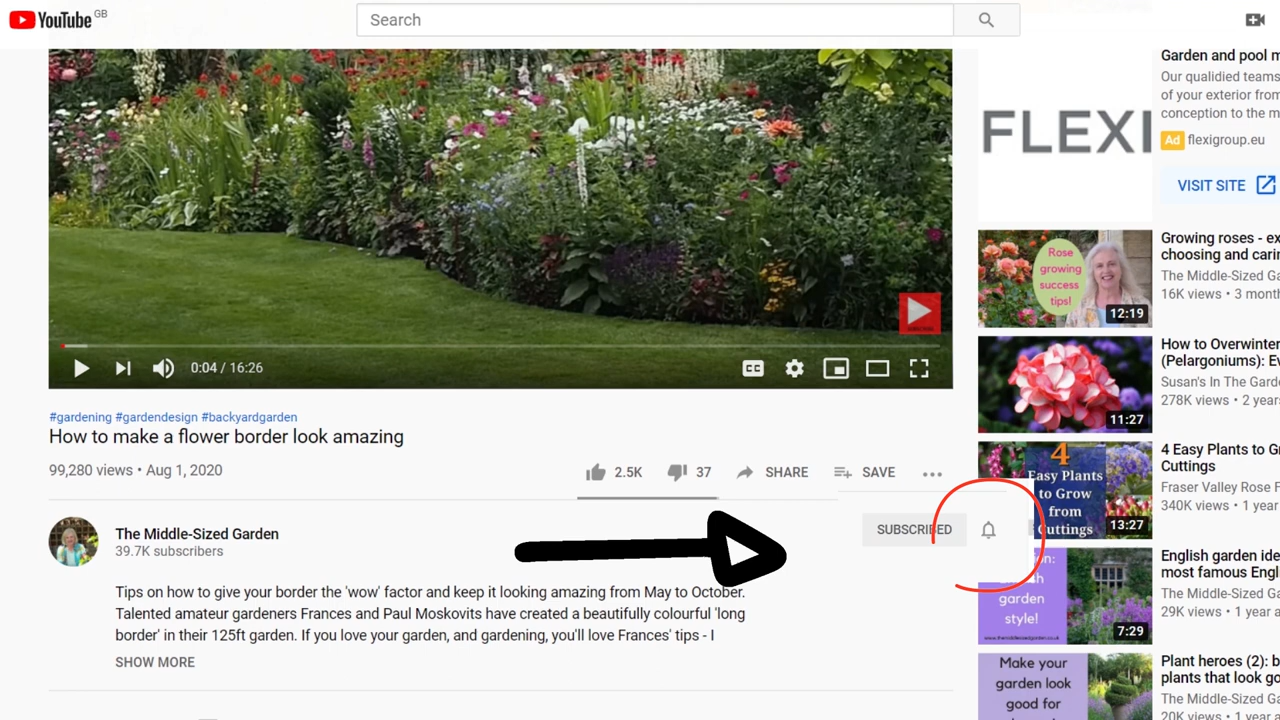 YouTube GB
Search
0:04 / 16:26
CC
#gardening #gardendesign #backyardgarden
How to make a flower border look amazing
99,280 views • Aug 1, 2020
2.5K
37
SHARE
SAVE
The Middle-Sized Garden
39.7K subscribers
SUBSCRIBED
Tips on how to give your border the 'wow' factor and keep it looking amazing from May to October.
Talented amateur gardeners Frances and Paul Moskovits have created a beautifully colourful 'long
border' in their 125ft garden. If you love your garden, and gardening, you'll love Frances' tips - I
SHOW MORE
FLEXI
Garden and pool m
Our qualidied teams
of your exterior from
conception to the m
Ad flexigroup.eu
VISIT SITE
Rose
growing
success
tips!
12:19
Growing roses - ex
choosing and carin
The Middle-Sized Ga
16K views • 3 month
11:27
How to Overwinter
(Pelargoniums): Ev
Susan's In The Garde
278K views • 2 years
4
Easy Plants
to Grow
from
Cuttings
13:27
4 Easy Plants to Gr
Cuttings
Fraser Valley Rose F
340K views • 1 year
garden
style!
www.themiddlesizedgarden.co.uk
7:29
English garden ide
most famous Engli
The Middle-Sized Ga
29K views • 1 year a
Make your
garden look
good for
Plant heroes (2): b
plants that look go
The Middle-Sized Ga
20K views • 1 year a